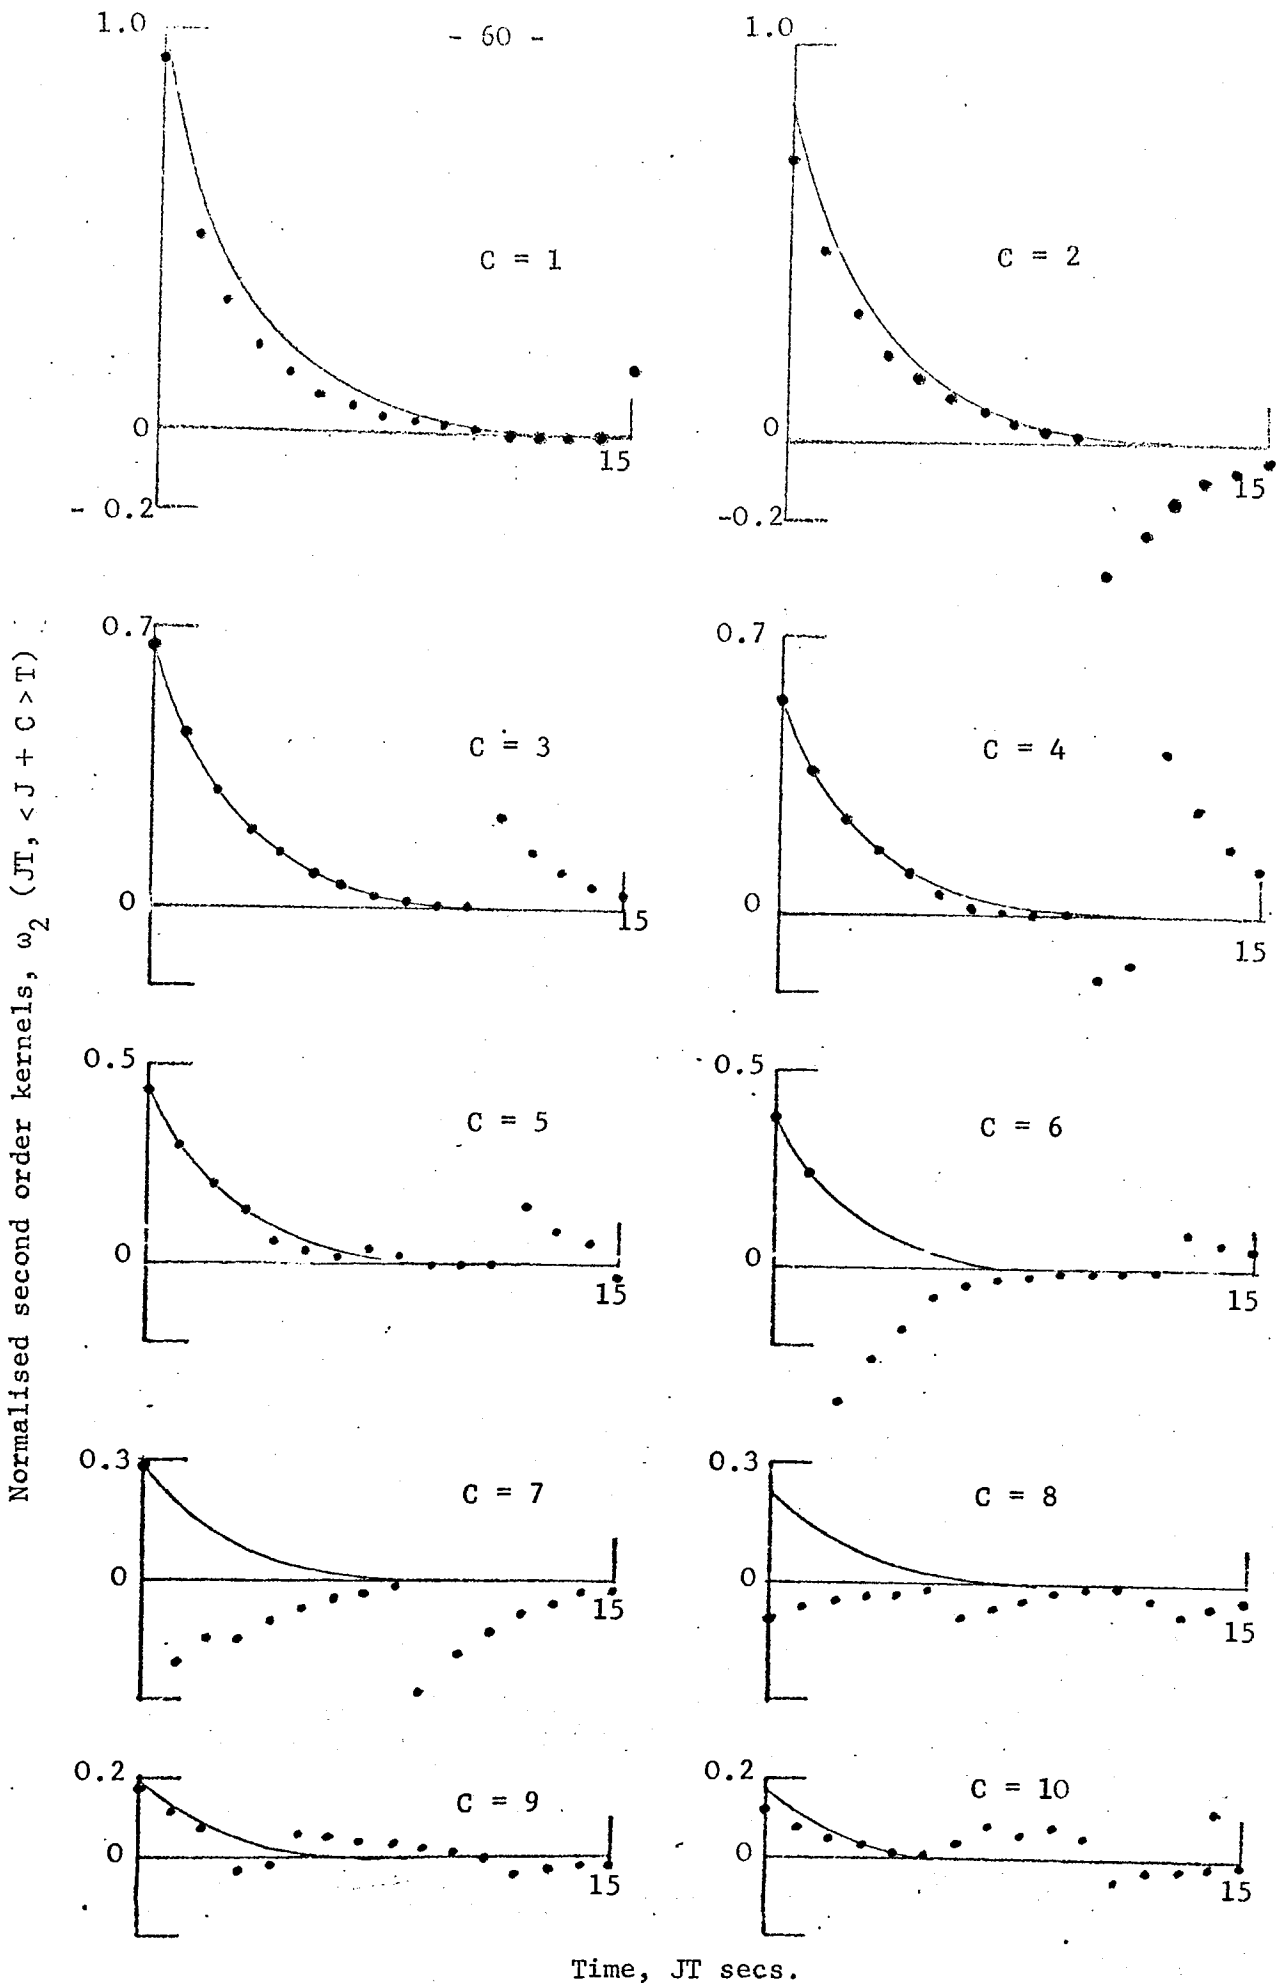 - 60 -
1.0
C = 1
0
15
- 0.2
1.0
C = 2
0
15
-0.2
0.7
C = 3
0
15
0.7
C = 4
0
15
0.5
C = 5
0
15
0.5
C = 6
0
15
0.3
C = 7
0
15
0.3
C = 8
0
15
0.2
C = 9
0
15
0.2
C = 10
0
15
Normalised second order kernels, ω2 (JT, <J + C>T)
Time, JT secs.